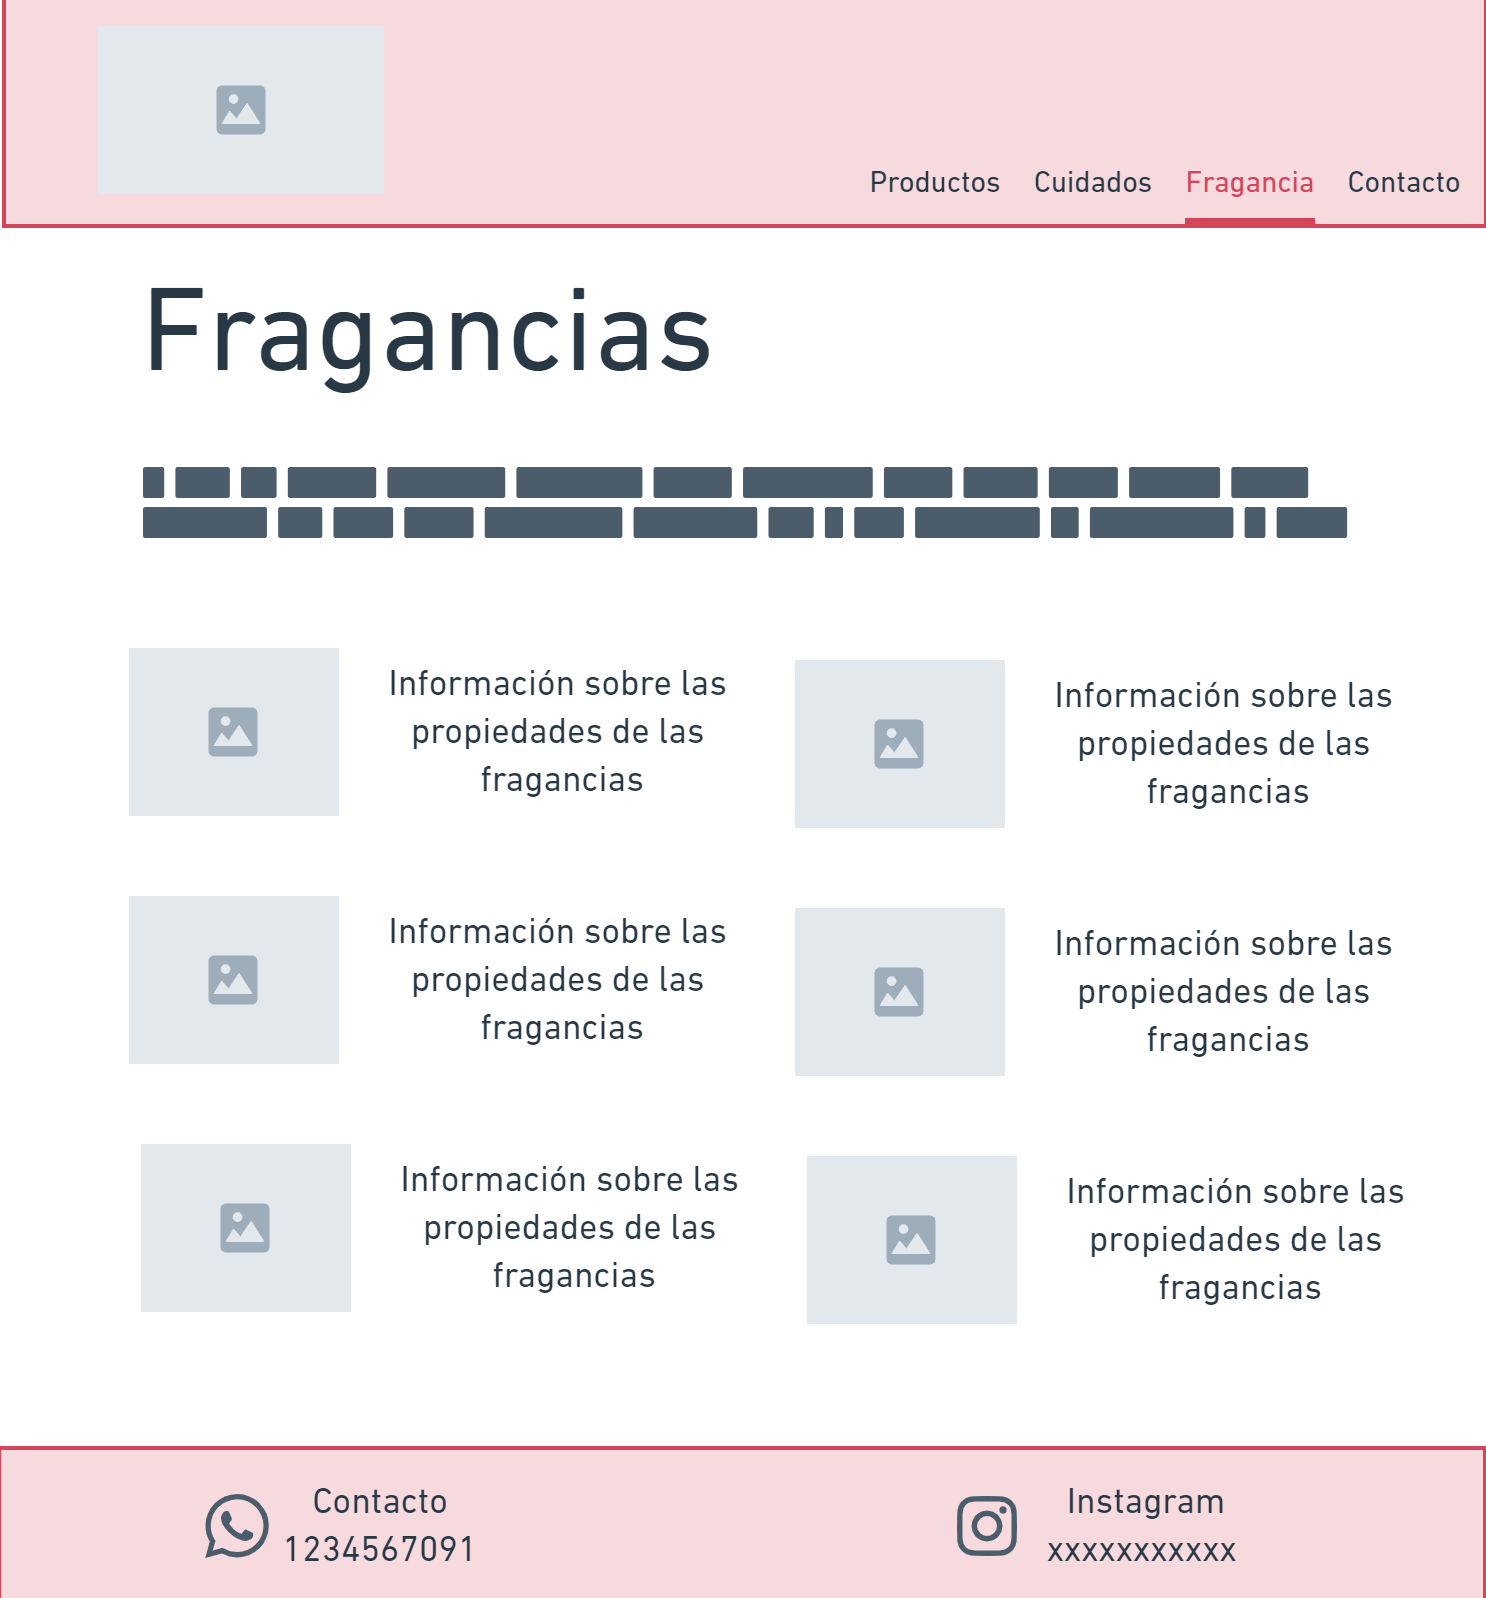 Productos Cuidados Fragancia Contacto
Fragancias
Información sobre las
propiedades de las
fragancias
Información sobre las
propiedades de las
fragancias
Información sobre las
propiedades de las
fragancias
Información sobre las
propiedades de las
fragancias
Información sobre las
propiedades de las
fragancias
Información sobre las
propiedades de las
fragancias
Contacto
1234567091
Instagram
xxxxxxxxxxx